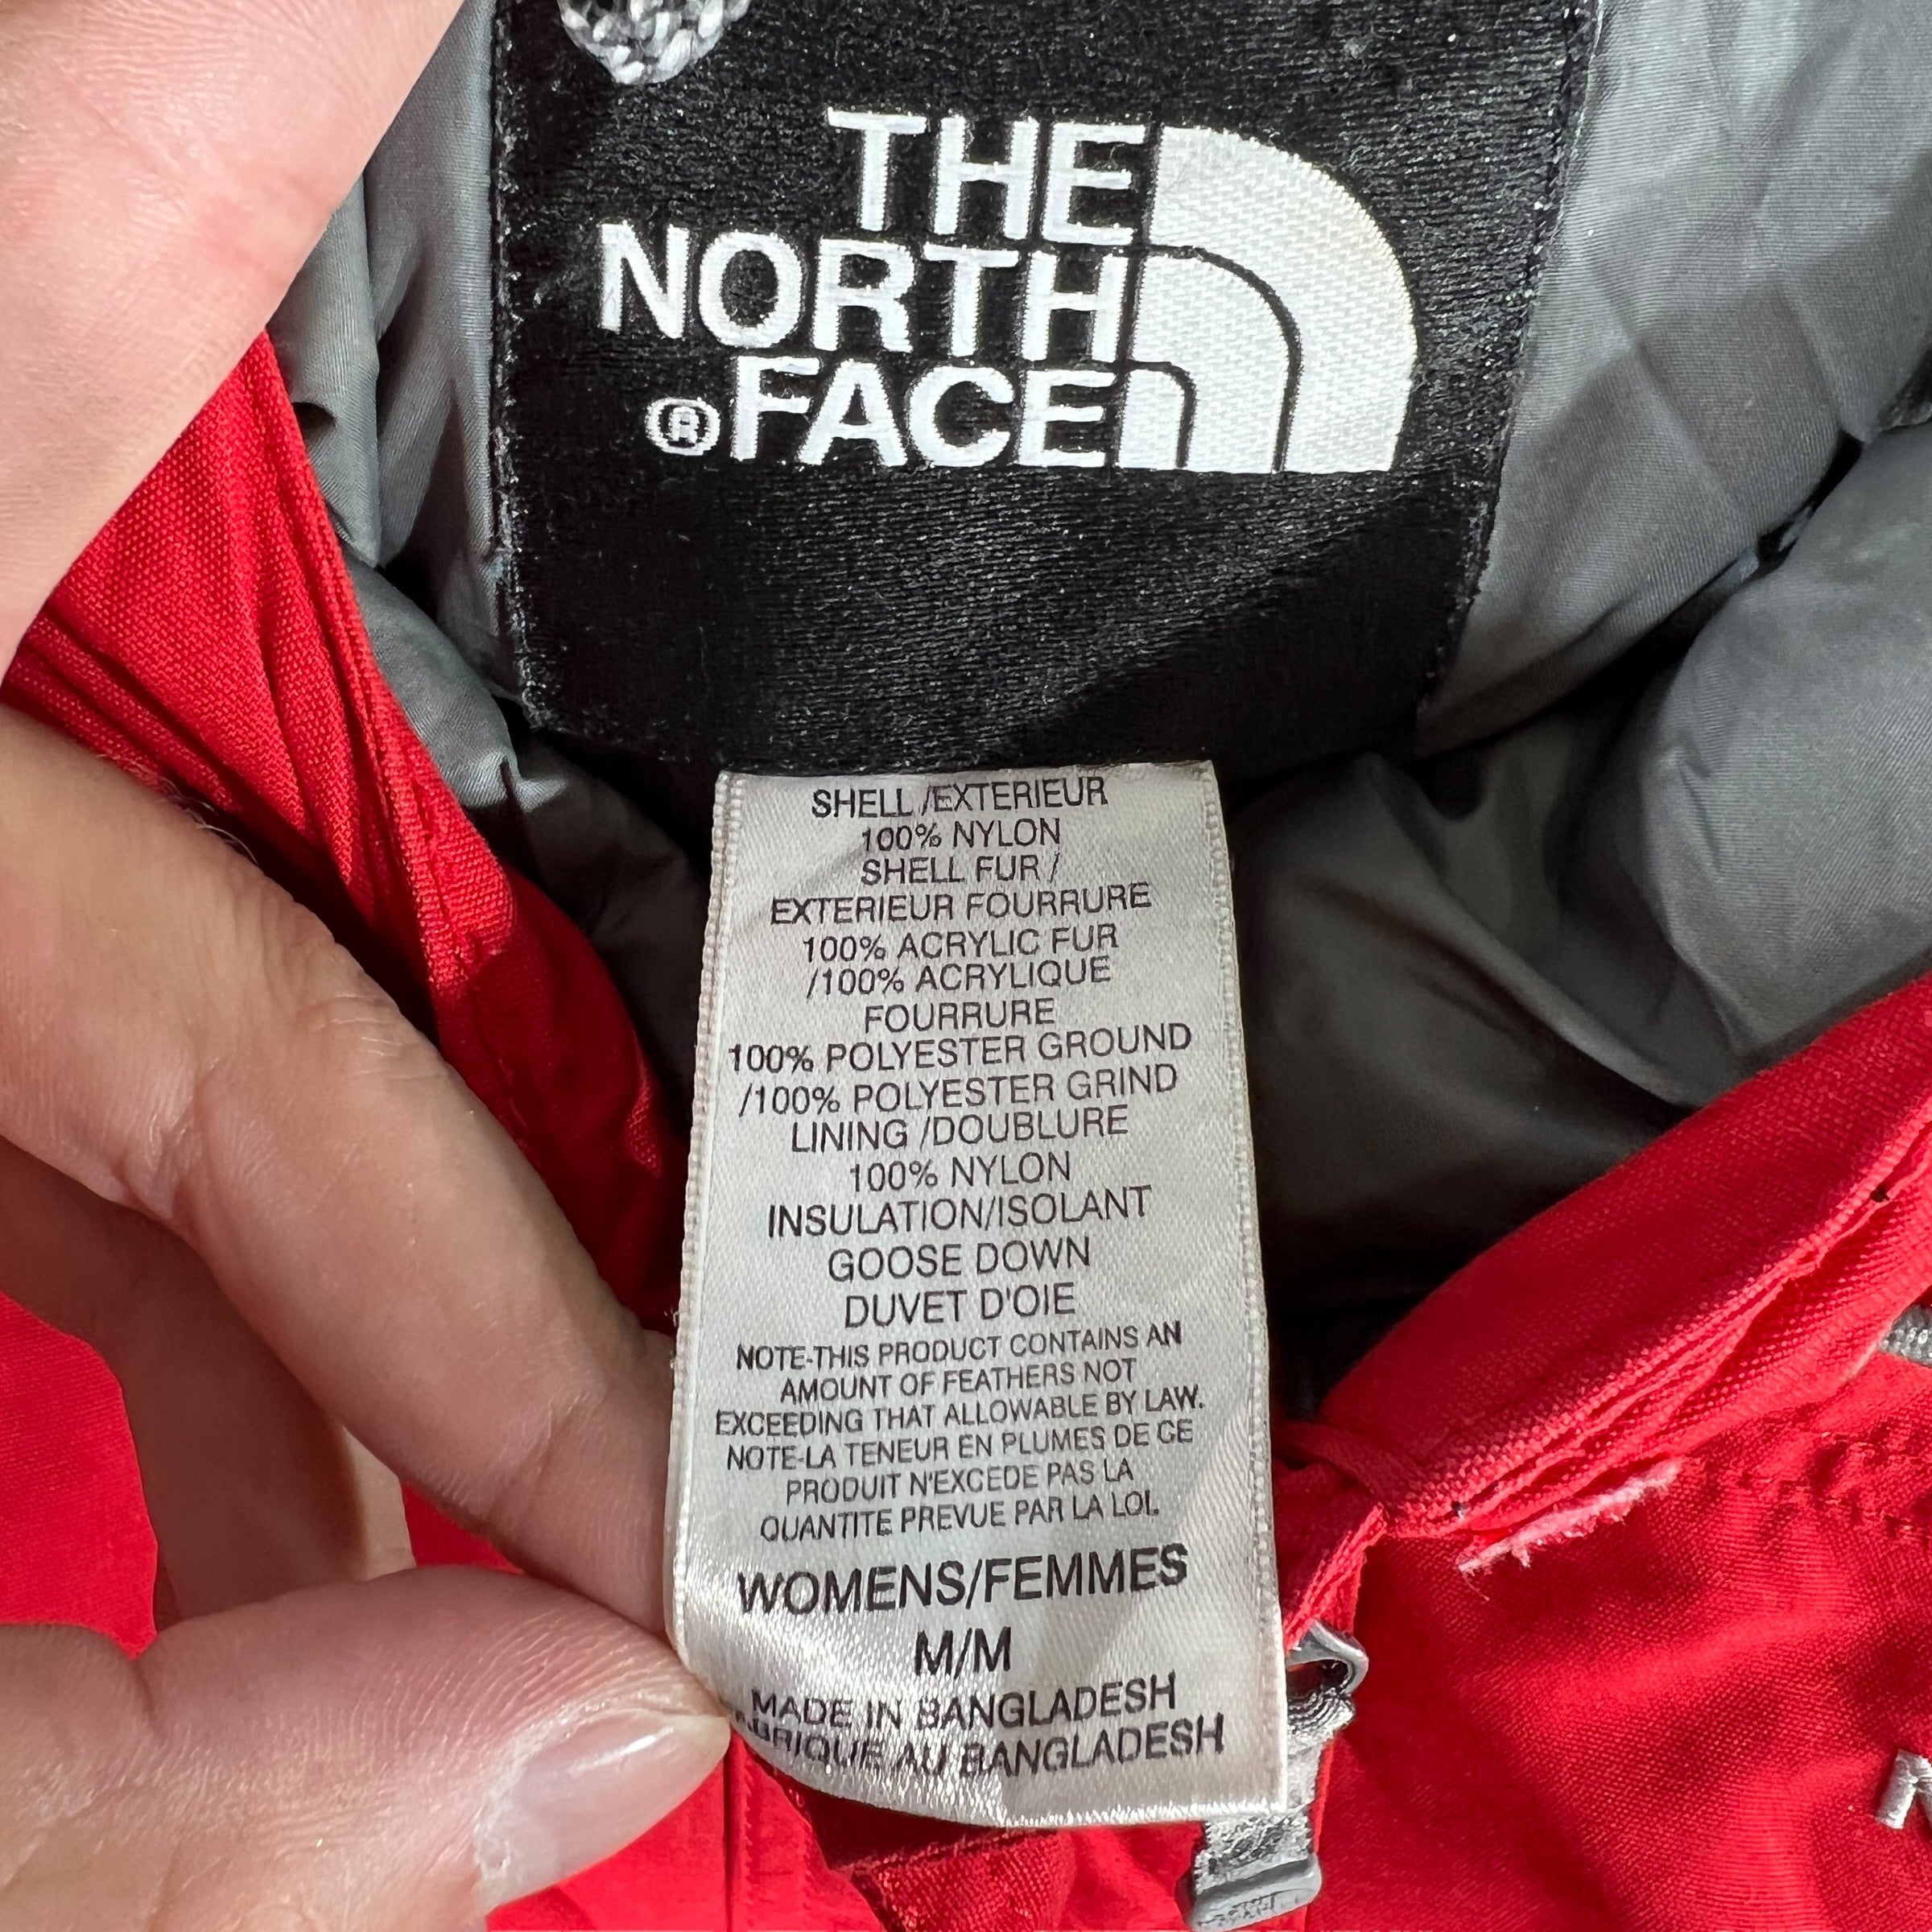 THE
NORTH
®FACE
SHELL /EXTERIEUR
100% NYLON
SHELL FUR /
EXTERIEUR FOURRURE
100% ACRYLIC FUR
/100% ACRYLIQUE
FOURRURE
100% POLYESTER GROUND
/100% POLYESTER GRIND
LINING /DOUBLURE
100% NYLON
INSULATION/ISOLANT
GOOSE DOWN
DUVET D'OIE
NOTE-THIS PRODUCT CONTAINS AN
AMOUNT OF FEATHERS NOT
EXCEEDING THAT ALLOWABLE BY LAW.
NOTE-LA TENEUR EN PLUMES DE CE
PRODUIT N'EXCEDE PAS LA
QUANTITE PREVUE PAR LA LOI.
WOMENS/FEMMES
M/M
MADE IN BANGLADESH
AU BANGLADESH